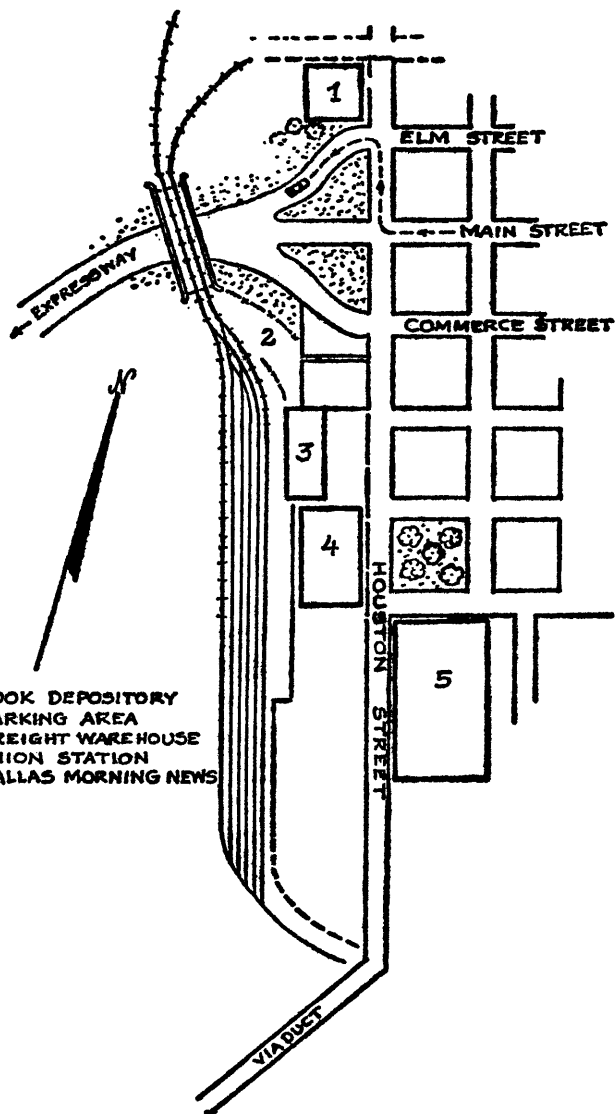 1
ELM STREET
MAIN STREET
EXPRESSWAY
COMMERCE STREET
2
N
3
4
HOUSTON STREET
5
OOK DEPOSITORY
ARKING AREA
REIGHT WAREHOUSE
NION STATION
ALLAS MORNING NEWS
VIADUCT